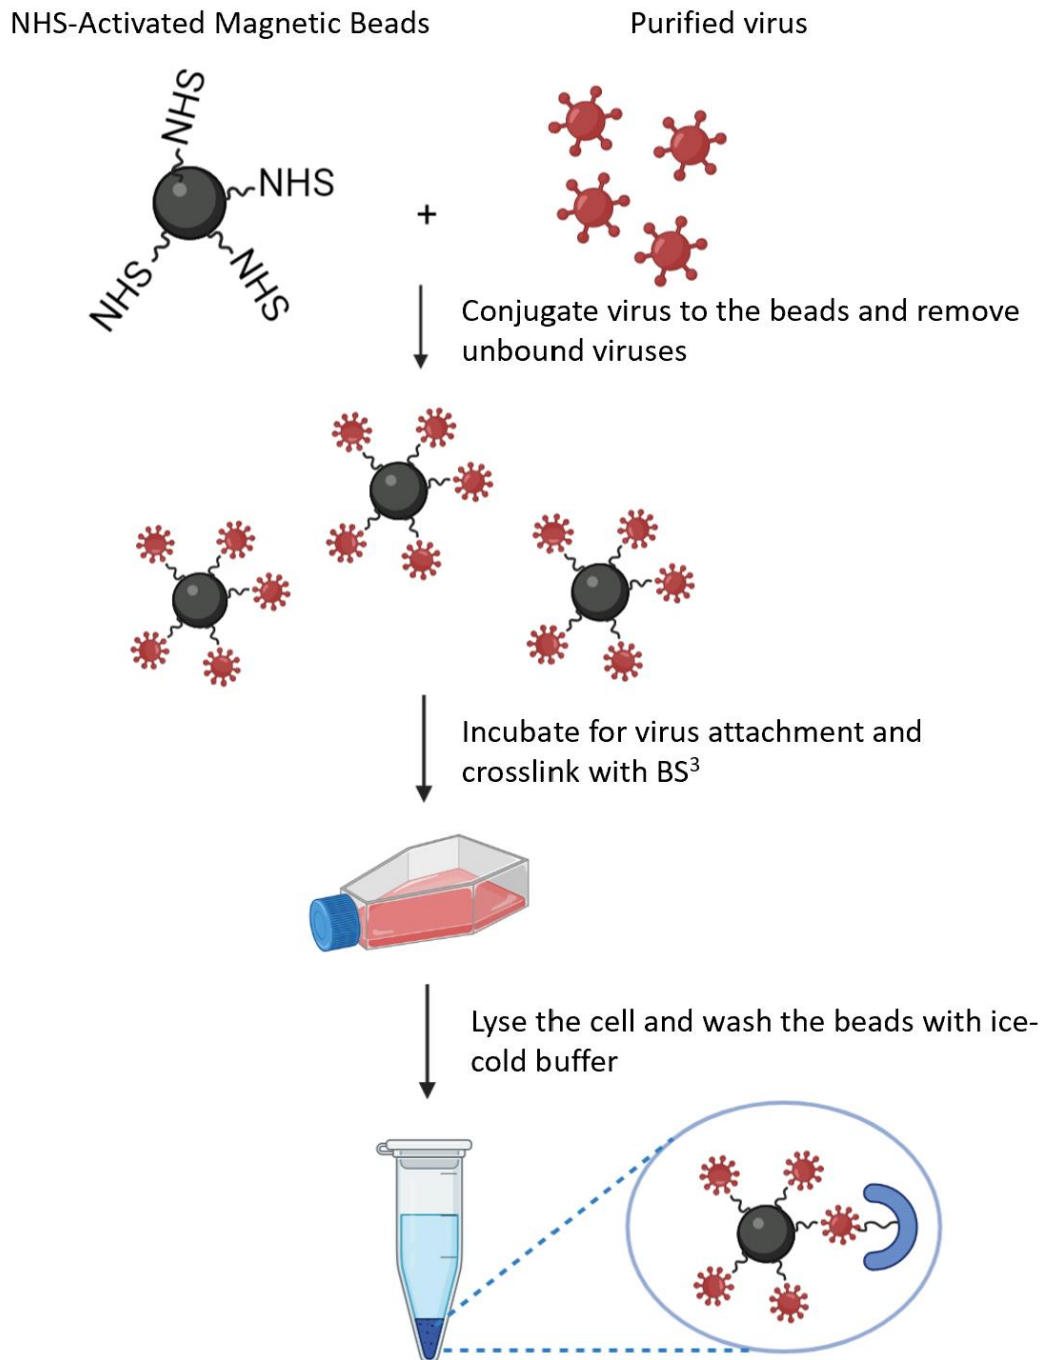 NHS-Activated Magnetic Beads
Purified virus
NHS
NHS
NHS
NHS
+
Conjugate virus to the beads and remove
unbound viruses
Incubate for virus attachment and
crosslink with BS³
Lyse the cell and wash the beads with ice-
cold buffer